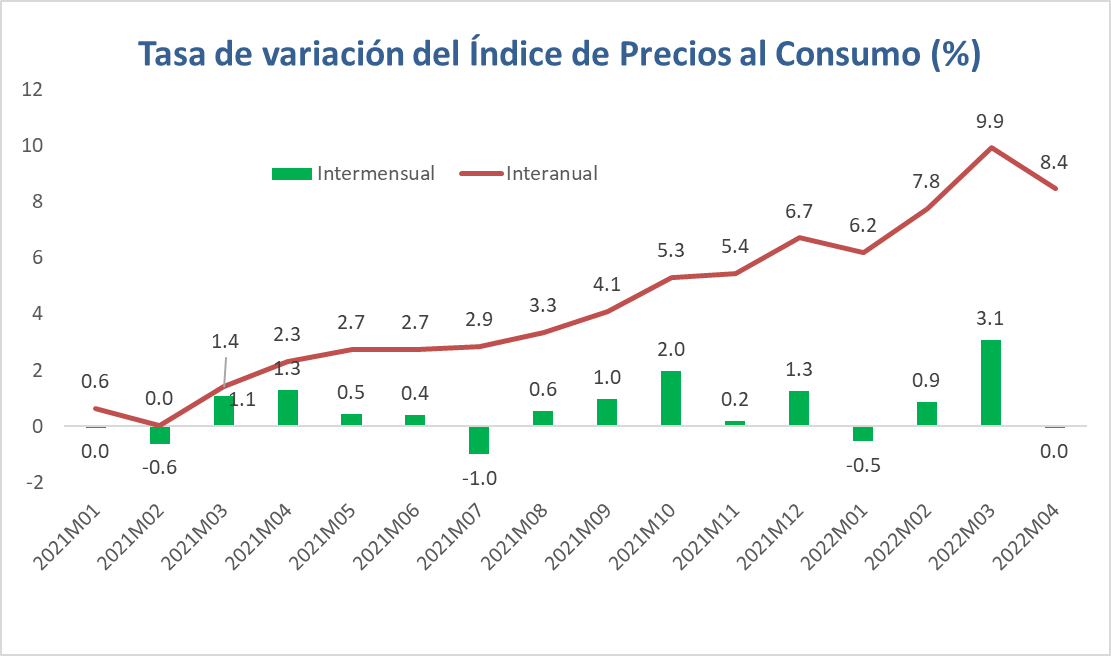 Tasa de variación del Índice de Precios al Consumo (%)
12
10
8
6
4
2
0
-2
Intermensual
Interanual
0.6
0.0
1.4
2.3
2.7
2.7
2.9
3.3
4.1
5.3
5.4
6.7
6.2
7.8
9.9
8.4
0.0
-0.6
1.1
1.3
0.5
0.4
-1.0
0.6
1.0
2.0
0.2
1.3
-0.5
0.9
3.1
0.0
2021M01
2021M02
2021M03
2021M04
2021M05
2021M06
2021M07
2021M08
2021M09
2021M10
2021M11
2021M12
2022M01
2022M02
2022M03
2022M04